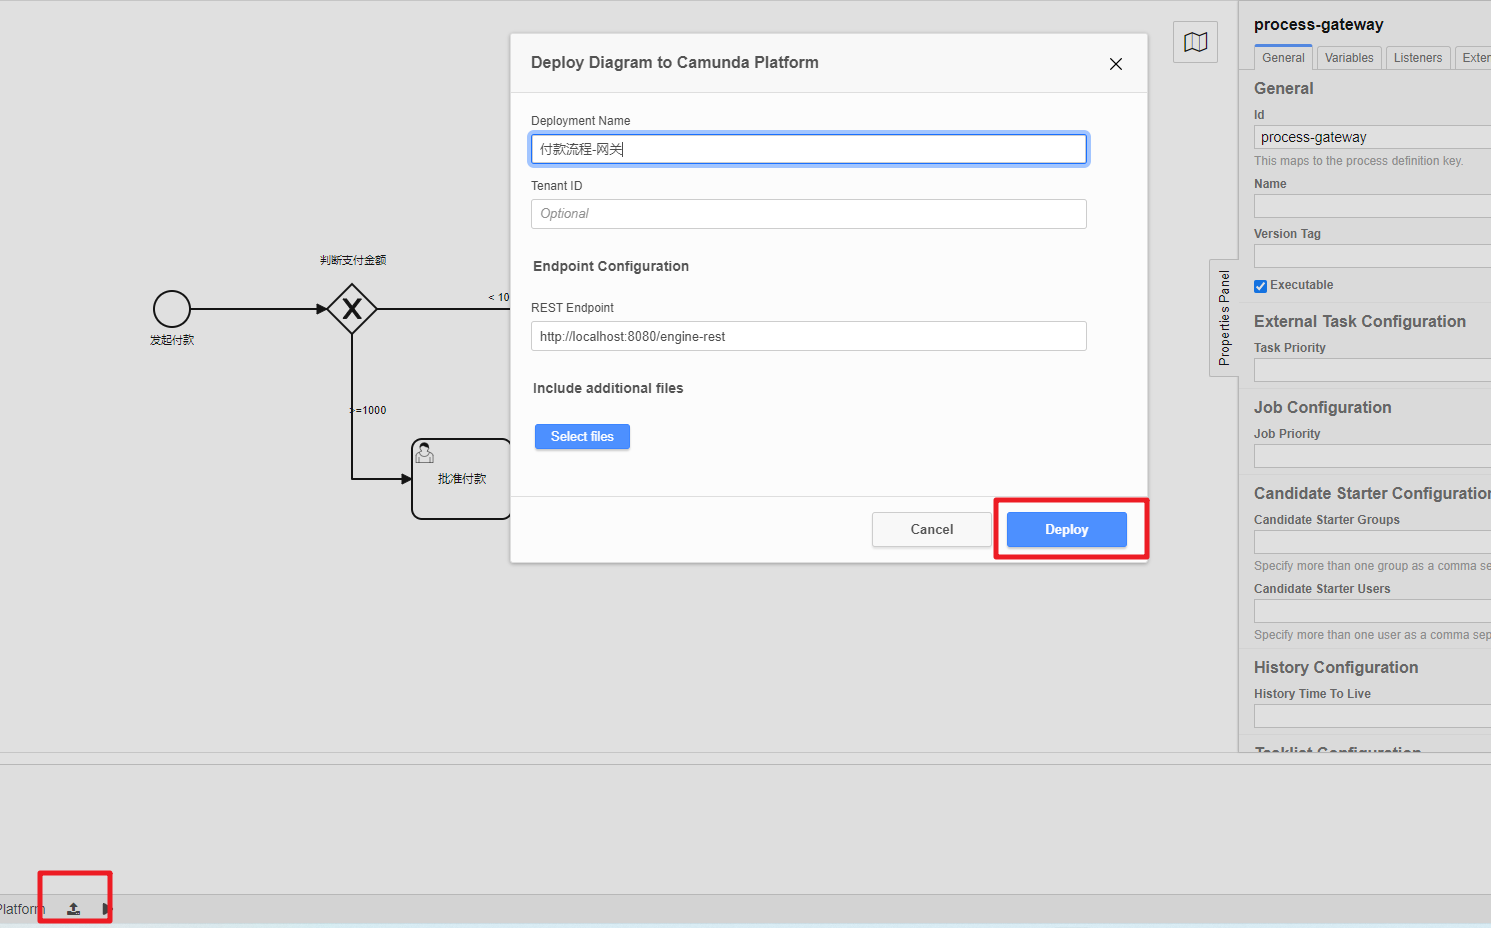 Deploy Diagram to Camunda Platform
Deployment Name
付款流程-网关
Tenant ID
Optional
Endpoint Configuration
REST Endpoint
http://localhost:8080/engine-rest
Include additional files
Select files
Cancel
Deploy
判断支付金额
< 10
发起付款
>=1000
批准付款
Properties Panel
process-gateway
General
Variables
Listeners
Exter
General
Id
process-gateway
This maps to the process definition key.
Name
Version Tag
Executable
External Task Configuration
Task Priority
Job Configuration
Job Priority
Candidate Starter Configuration
Candidate Starter Groups
Specify more than one group as a comma se
Candidate Starter Users
Specify more than one user as a comma sep
History Configuration
History Time To Live
Tasklist Configuration
Platform